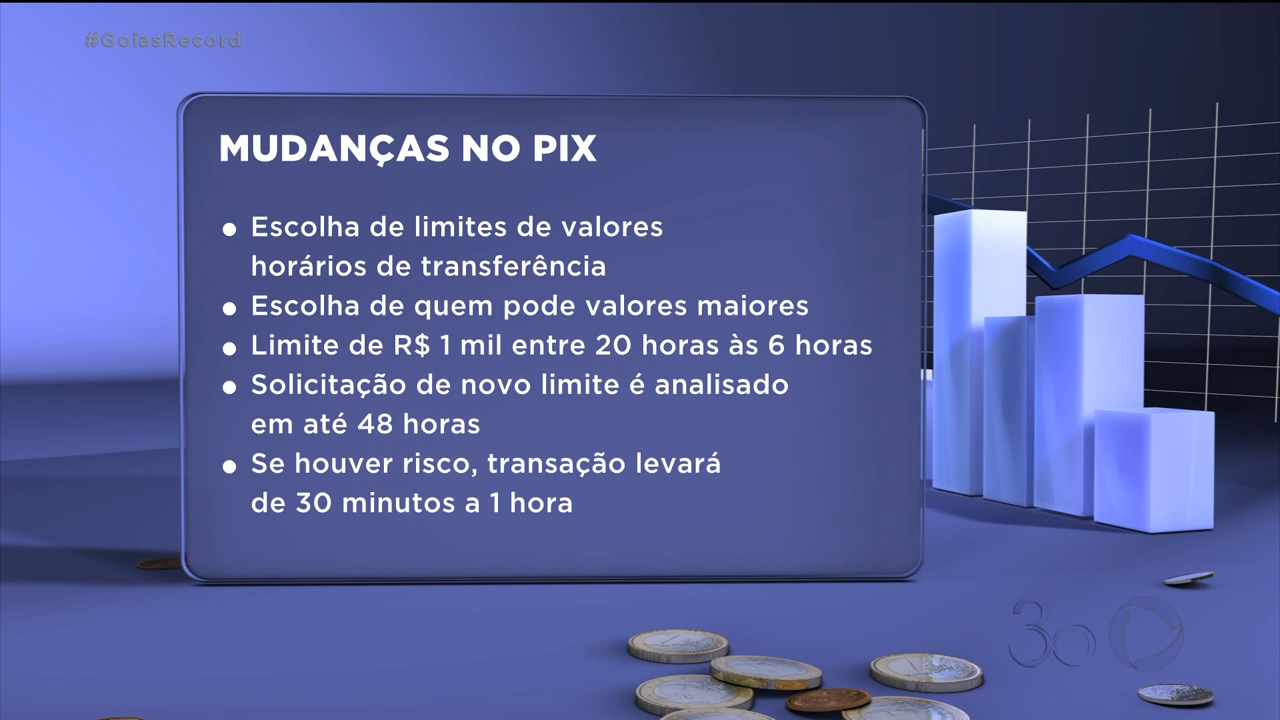 #GoiasRecord
MUDANÇAS NO PIX
• Escolha de limites de valores
horários de transferência
• Escolha de quem pode valores maiores
• Limite de R$ 1 mil entre 20 horas às 6 horas
• Solicitação de novo limite é analisado
em até 48 horas
• Se houver risco, transação levará
de 30 minutos a 1 hora
30